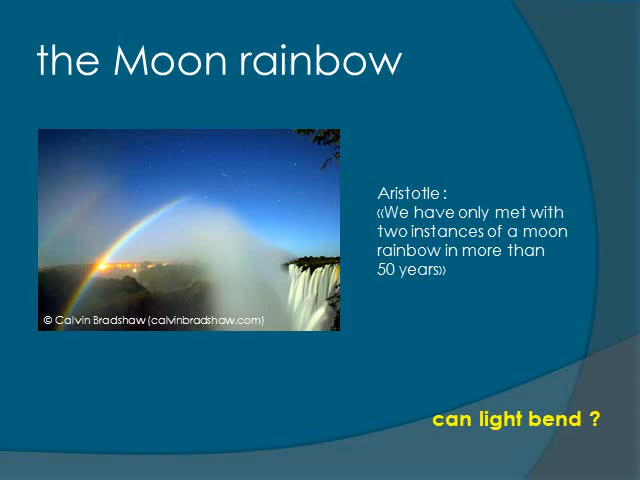 the Moon rainbow
Aristotle :
«We have only met with
two instances of a moon
rainbow in more than
50 years»
© Calvin Bradshaw (calvinbradshaw.com)
can light bend ?